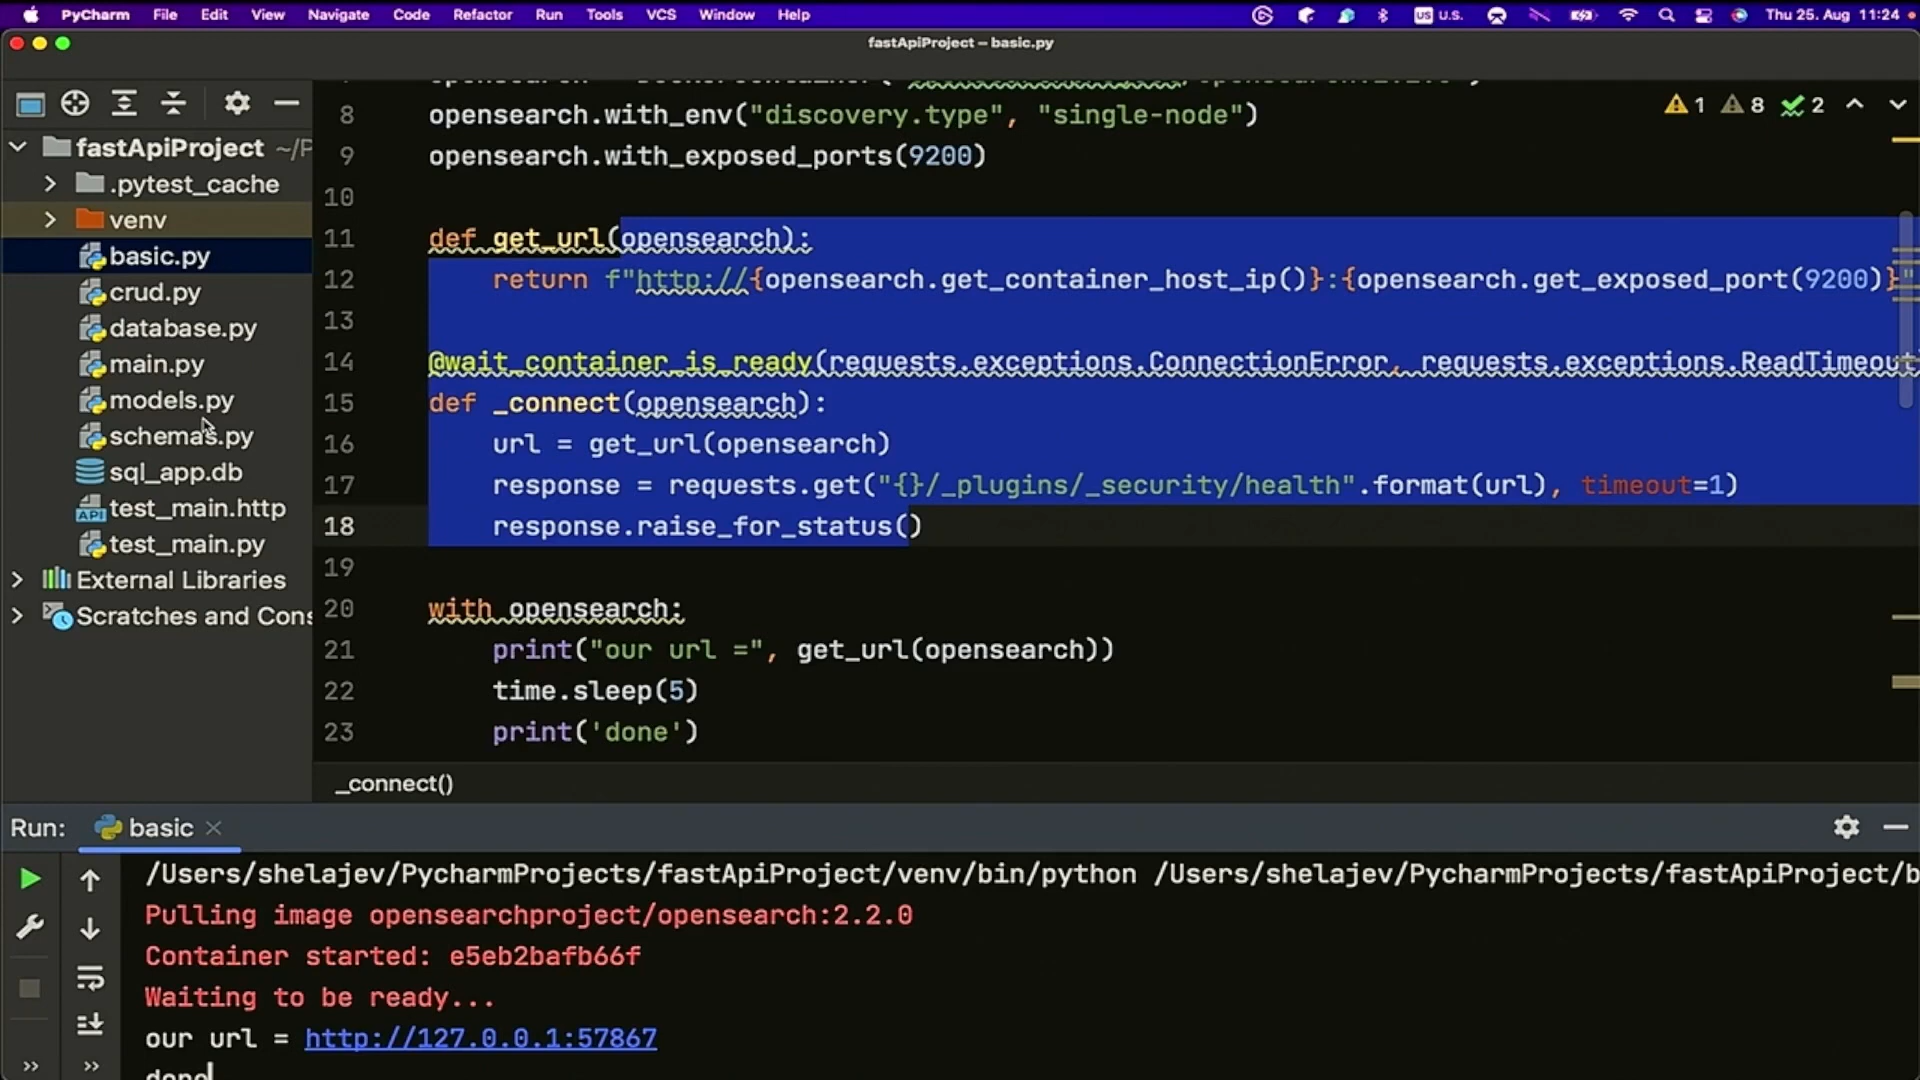 PyCharm File Edit View Navigate Code Refactor Run Tools VCS Window Help
US U.S. Thu 25. Aug 11:24
fastApiProject – basic.py
fastApiProject ~/P
.pytest_cache
venv
basic.py
crud.py
database.py
main.py
models.py
schemas.py
sql_app.db
API test_main.http
test_main.py
External Libraries
Scratches and Cons
1 8 2
8 opensearch.with_env("discovery.type", "single-node")
9 opensearch.with_exposed_ports(9200)
10
11 def get_url(opensearch):
12 return f"http://{opensearch.get_container_host_ip()}:{opensearch.get_exposed_port(9200)}"
13
14 @wait_container_is_ready(requests.exceptions.ConnectionError, requests.exceptions.ReadTimeout
15 def _connect(opensearch):
16 url = get_url(opensearch)
17 response = requests.get("{}/_plugins/_security/health".format(url), timeout=1)
18 response.raise_for_status()
19
20 with opensearch:
21 print("our url =", get_url(opensearch))
22 time.sleep(5)
23 print('done')
_connect()
Run: basic
/Users/shelajev/PycharmProjects/fastApiProject/venv/bin/python /Users/shelajev/PycharmProjects/fastApiProject/b
Pulling image opensearchproject/opensearch:2.2.0
Container started: e5eb2bafb66f
Waiting to be ready...
our url = http://127.0.0.1:57867
done